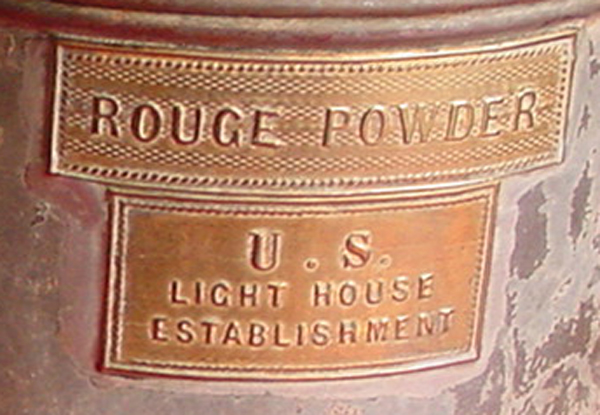 ROUGE POWDER
U.S.
LIGHT HOUSE
ESTABLISHMENT